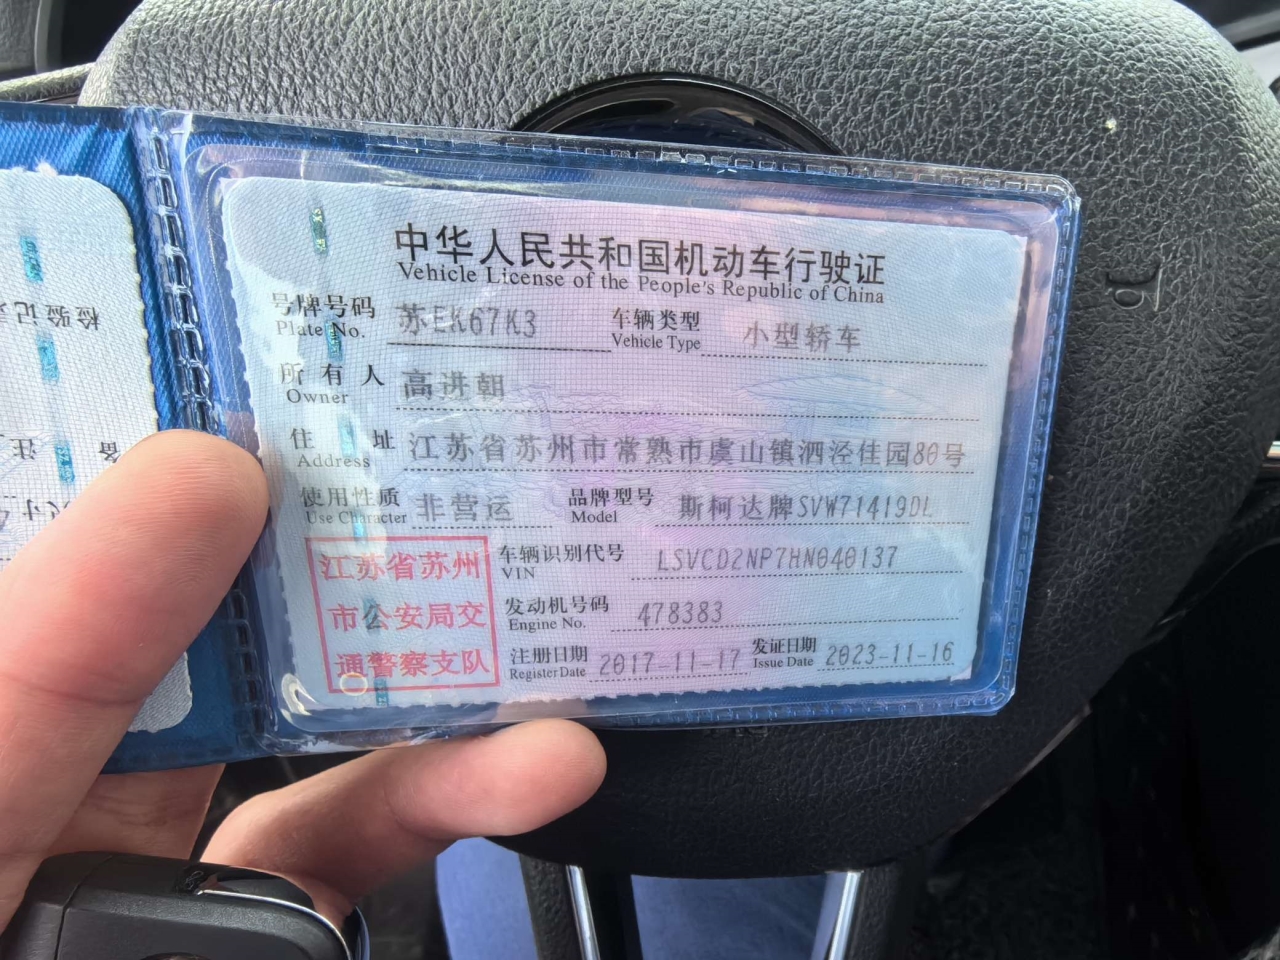 中华人民共和国机动车行驶证
Vehicle License of the People's Republic of China
号牌号码 苏EK67K3 车辆类型 小型轿车
Plate No. Vehicle Type
所有人 高进朝
Owner
住址 江苏省苏州市常熟市虞山镇泗泾佳园80号
Address
使用性质 非营运 品牌型号 斯柯达牌SVW71419DL
Use Character Model
江苏省苏州
市公安局交
通警察支队
车辆识别代号 LSVCD2NP7HN040137
VIN
发动机号码 478383
Engine No.
注册日期 2017-11-17 发证日期 2023-11-16
Register Date Issue Date
检验记